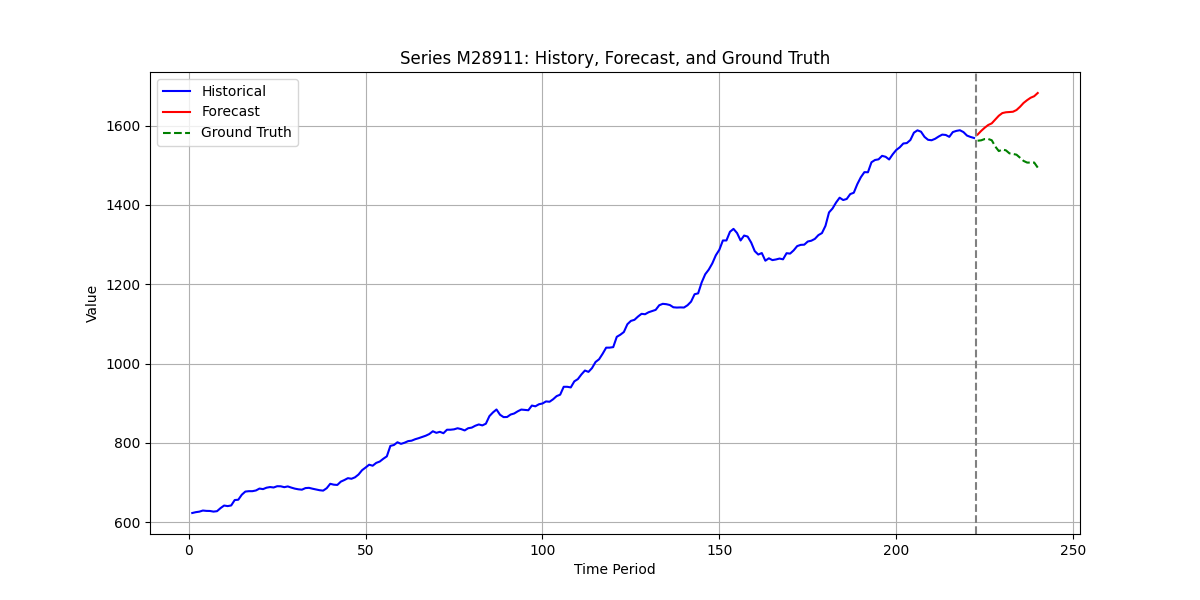 Series M28911: History, Forecast, and Ground Truth
Historical
Forecast
Ground Truth
Value
1600
1400
1200
1000
800
600
0 50 100 150 200 250
Time Period